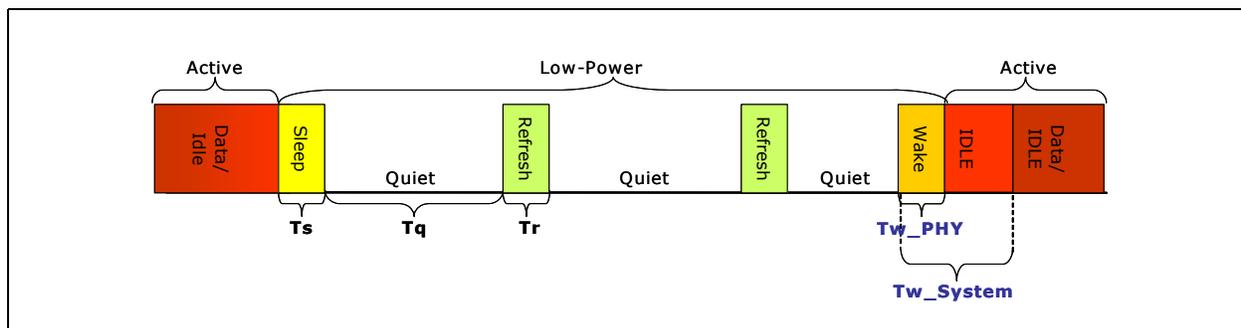 Active
Low-Power
Active
Data/
Idle
Sleep
Quiet
Refresh
Quiet
Refresh
Quiet
Wake
IDLE
Data/
IDLE
Ts
Tq
Tr
Tw_PHY
Tw_System